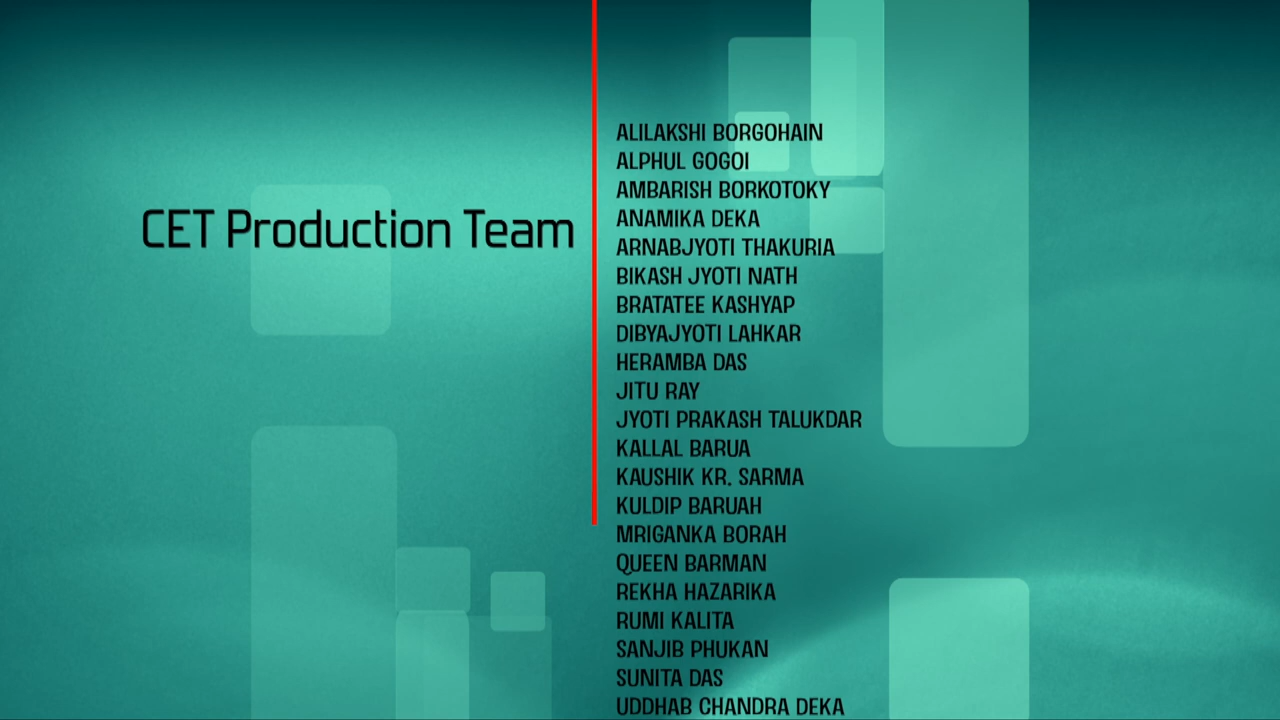 CET Production Team
ALILAKSHI BORGOHAIN
ALPHUL GOGOI
AMBARISH BORKOTOKY
ANAMIKA DEKA
ARNABJYOTI THAKURIA
BIKASH JYOTI NATH
BRATATEE KASHYAP
DIBYAJYOTI LAHKAR
HERAMBA DAS
JITU RAY
JYOTI PRAKASH TALUKDAR
KALLAL BARUA
KAUSHIK KR. SARMA
KULDIP BARUAH
MRIGANKA BORAH
QUEEN BARMAN
REKHA HAZARIKA
RUMI KALITA
SANJIB PHUKAN
SUNITA DAS
UDDHAB CHANDRA DEKA